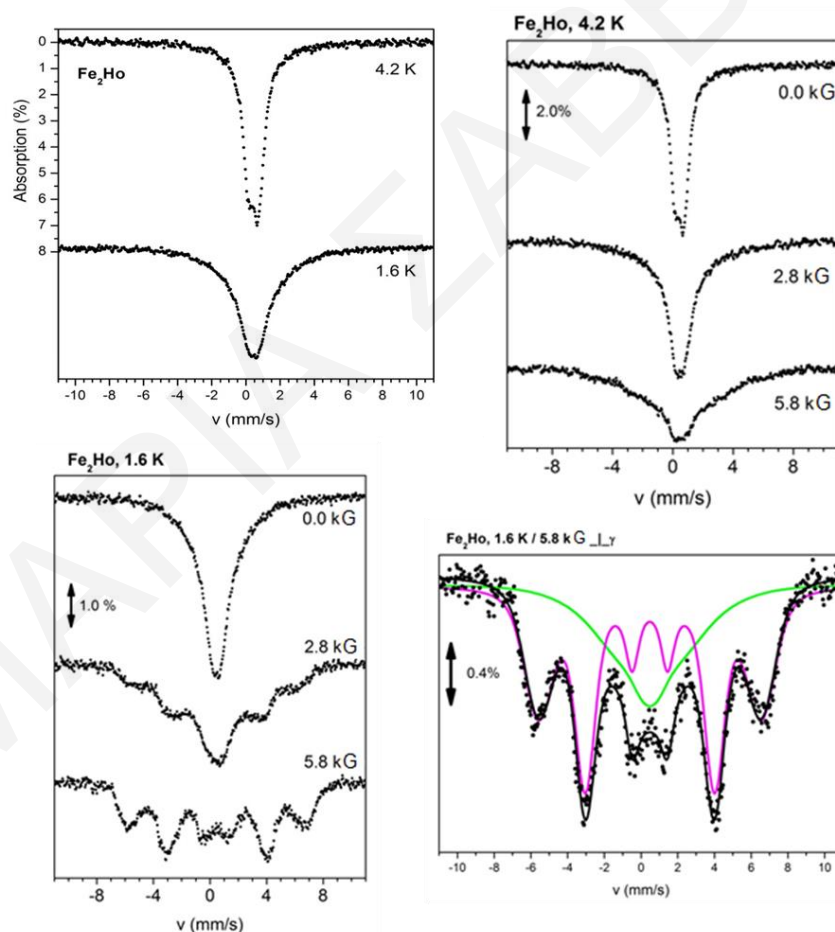 Fe2Ho
4.2 K
1.6 K
Absorption (%)
0
1
2
3
4
5
6
7
8
-10 -8 -6 -4 -2 0 2 4 6 8 10
v (mm/s)
Fe2Ho, 4.2 K
2.0%
0.0 kG
2.8 kG
5.8 kG
-8 -4 0 4 8
v (mm/s)
Fe2Ho, 1.6 K
0.0 kG
1.0 %
2.8 kG
5.8 kG
-8 -4 0 4 8
v (mm/s)
Fe2Ho, 1.6 K / 5.8 kG _|_γ
0.4%
-10 -8 -6 -4 -2 0 2 4 6 8 10
v (mm/s)
ΜΑΡΙΑ ΣΑΒΒ